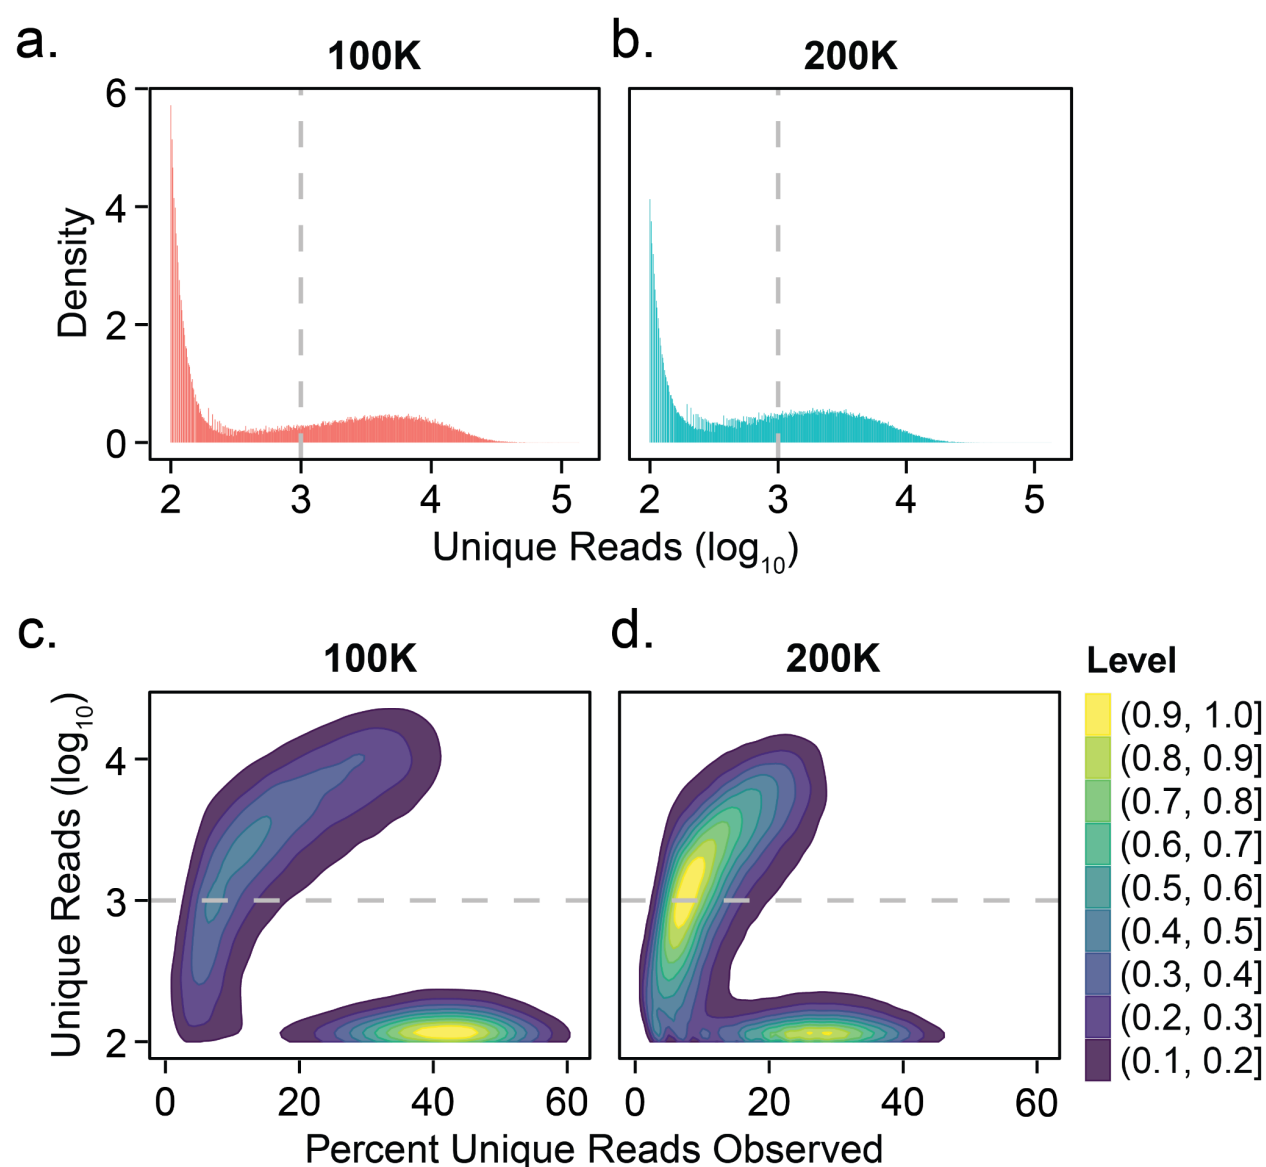 a.
100K
b.
200K
Density
6
4
2
0
2
3
4
5
2
3
4
5
Unique Reads (log10)
c.
100K
d.
200K
Unique Reads (log10)
4
3
2
0
20
40
60
0
20
40
60
Percent Unique Reads Observed
Level
(0.9, 1.0]
(0.8, 0.9]
(0.7, 0.8]
(0.6, 0.7]
(0.5, 0.6]
(0.4, 0.5]
(0.3, 0.4]
(0.2, 0.3]
(0.1, 0.2]